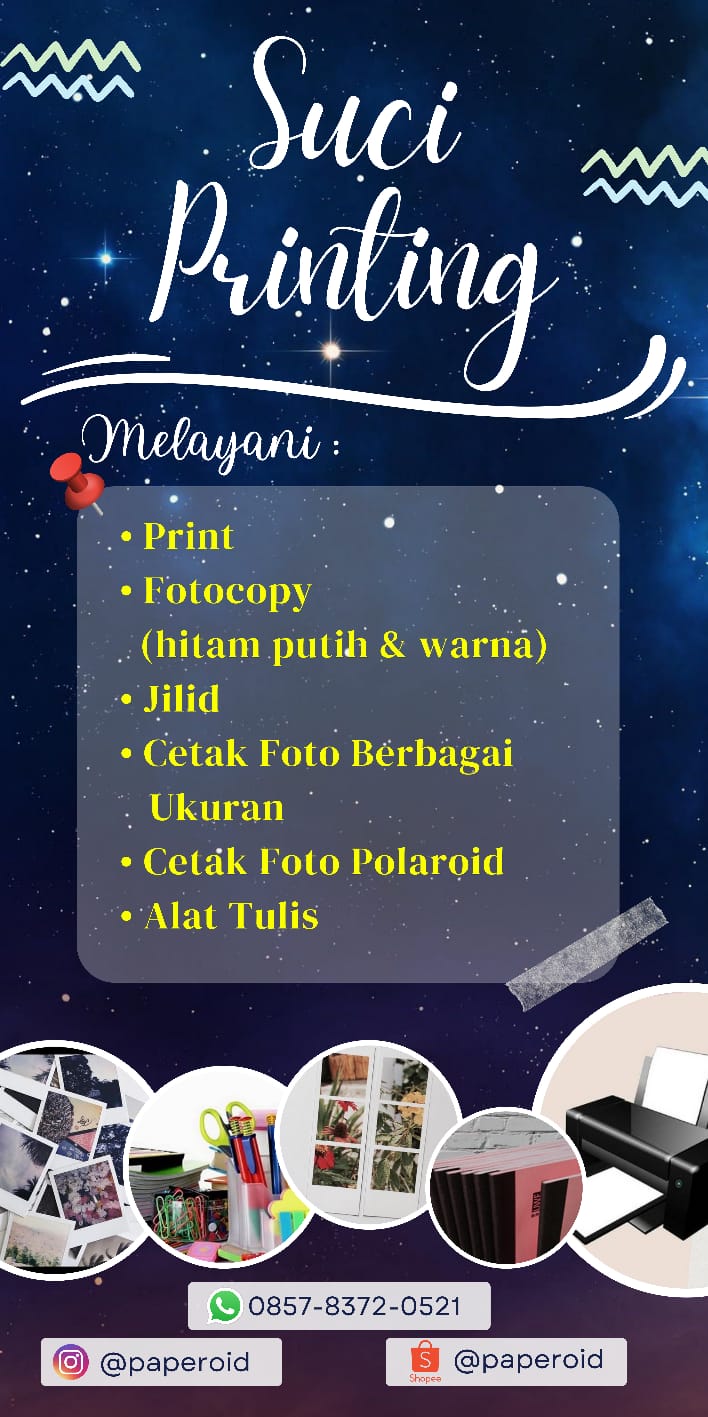 Suci
Printing
Melayani :
• Print
• Fotocopy
(hitam putih & warna)
• Jilid
• Cetak Foto Berbagai
Ukuran
• Cetak Foto Polaroid
• Alat Tulis
0857-8372-0521
@paperoid
Shopee
@paperoid